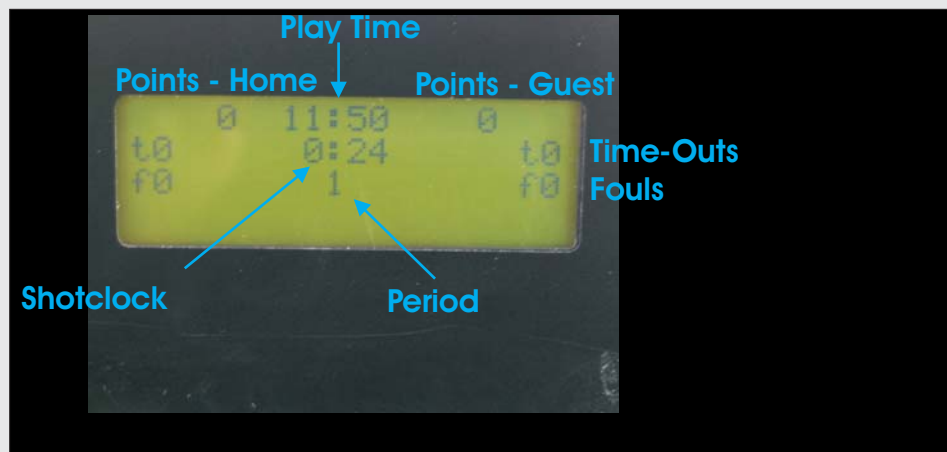 Play Time
Points - Home Points - Guest
0 11:50 0
t0 0:24 t0 Time-Outs
f0 1 f0 Fouls
Shotclock Period